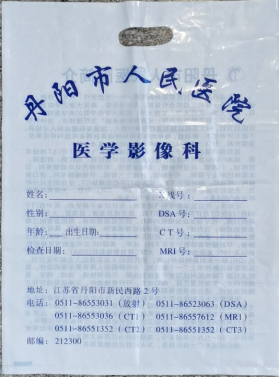 丹阳市人民医院
医学影像科
姓名: 线号:
性别: DSA号:
年龄: 出生日期: CT号:
检查日期: MRI号:
地址: 江苏省丹阳市新民西路2号
电话: 0511-86553031 (放射) 0511-86523063 (DSA)
0511-86553036 (CT1) 0511-86557612 (MR1)
0511-86551352 (CT2) 0511-86551352 (CT3)
邮编: 212300